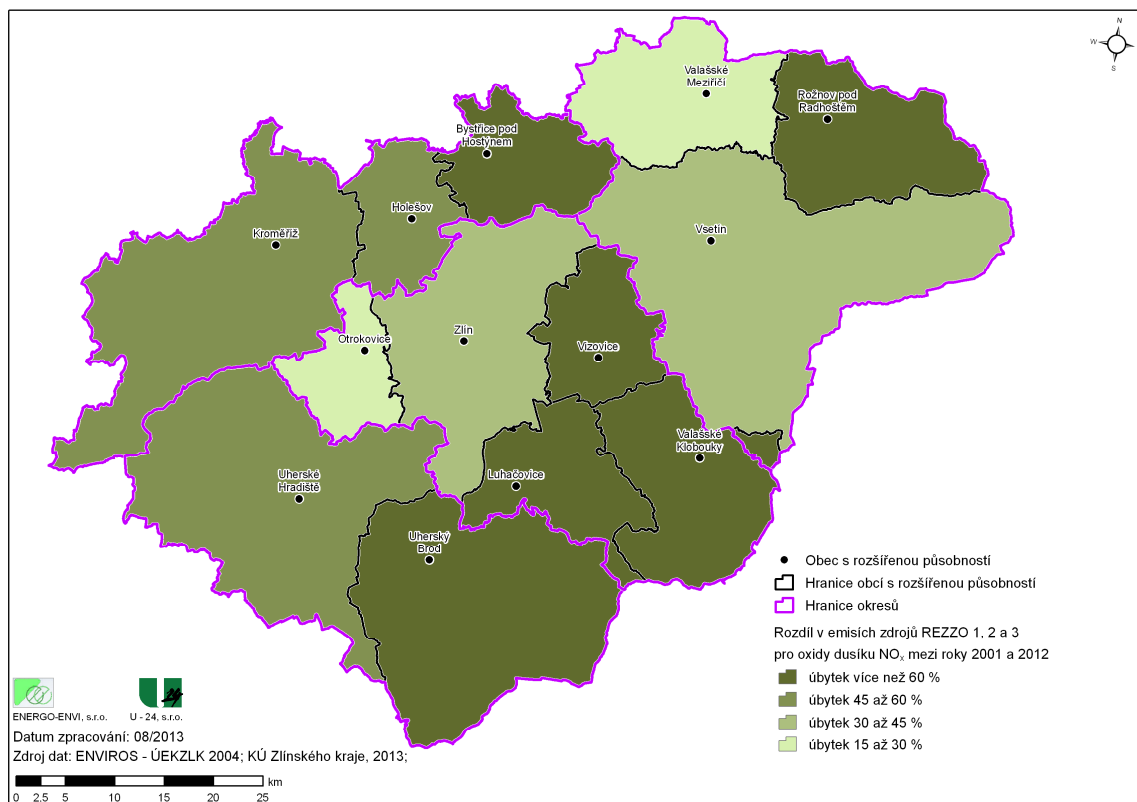 N
W
E
S
Valašské
Meziříčí
Rožnov pod
Radhoštěm
Bystřice pod
Hostýnem
Holešov
Kroměříž
Vsetín
Otrokovice
Zlín
Vizovice
Valašské
Klobouky
Luhačovice
Uherské
Hradiště
Uherský
Brod
Obec s rozšířenou působností
Hranice obcí s rozšířenou působností
Hranice okresů
Rozdíl v emisích zdrojů REZZO 1, 2 a 3
pro oxidy dusíku NOₓ mezi roky 2001 a 2012
úbytek více než 60 %
úbytek 45 až 60 %
úbytek 30 až 45 %
úbytek 15 až 30 %
ENERGO-ENVI, s.r.o. U - 24, s.r.o.
Datum zpracování: 08/2013
Zdroj dat: ENVIROS - ÚEKZLK 2004; KÚ Zlínského kraje, 2013;
km
0 2.5 5 10 15 20 25